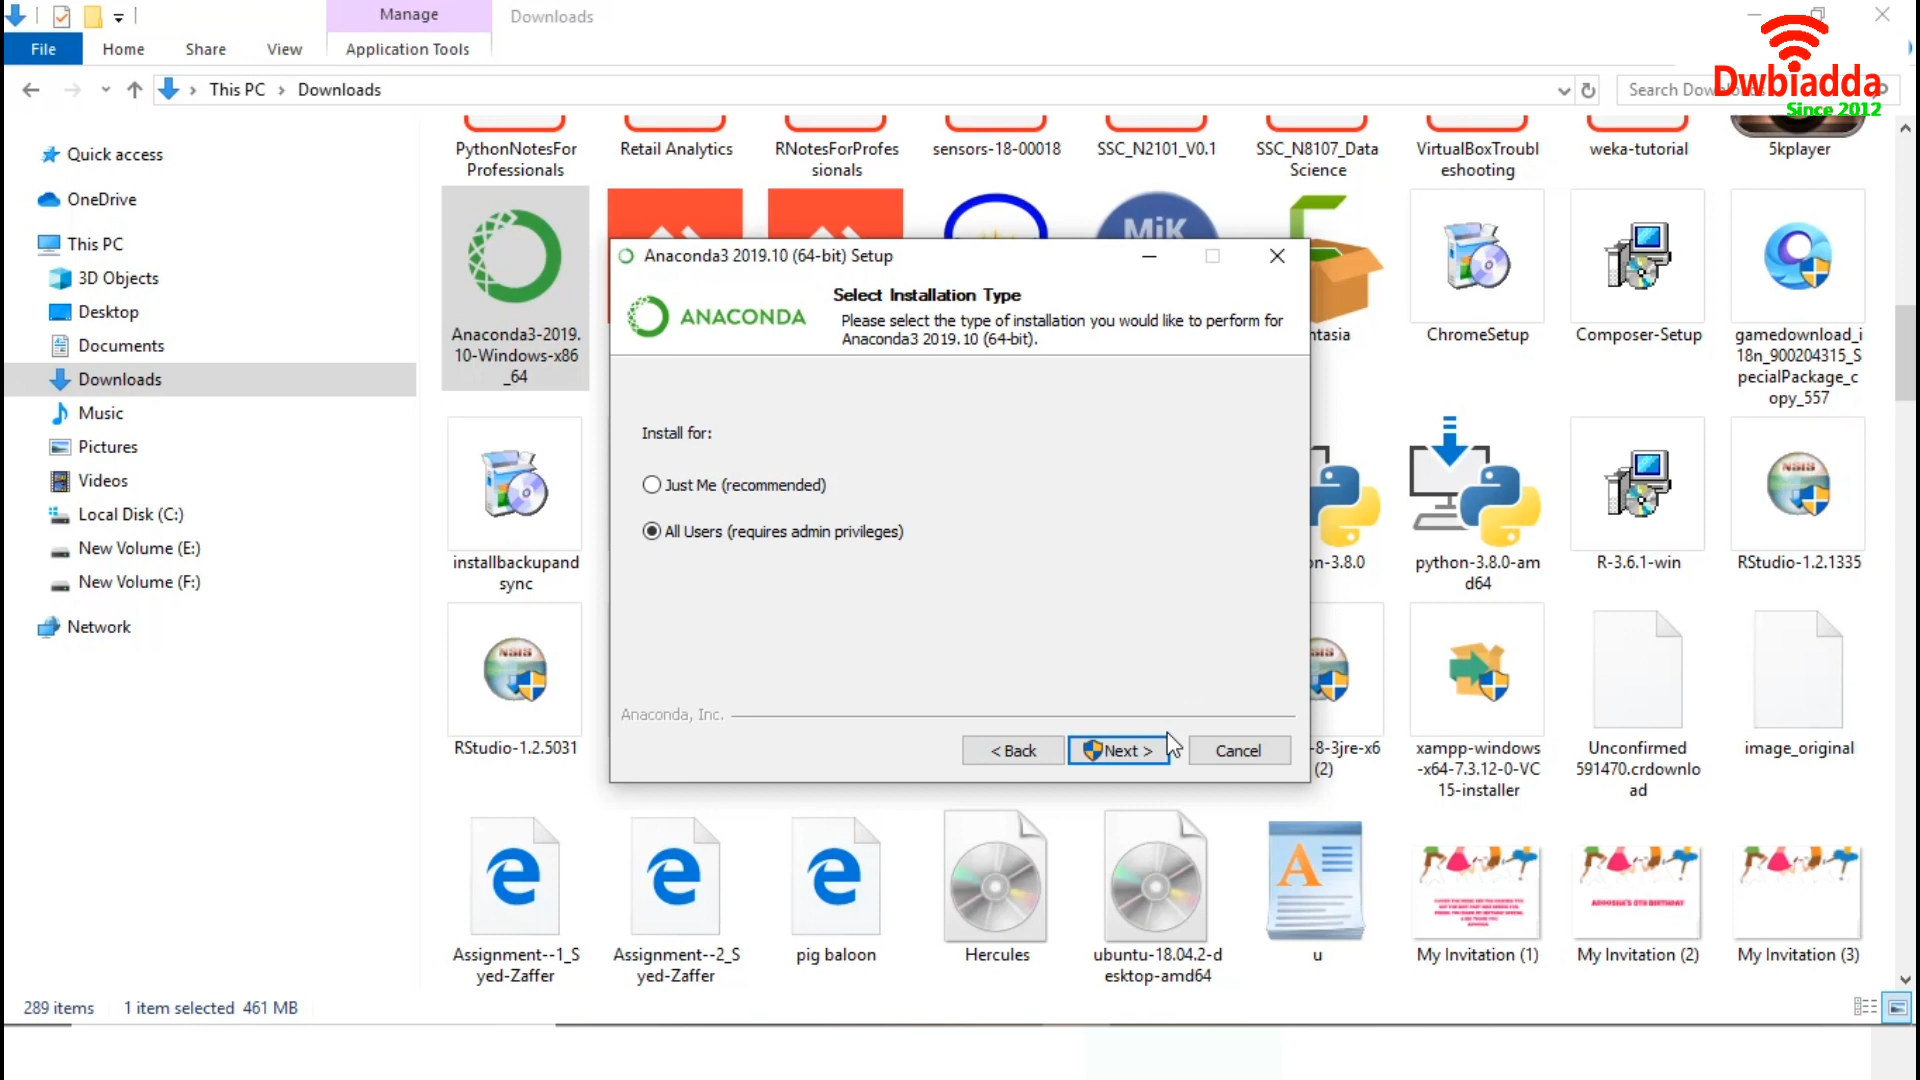 Manage
Downloads
File
Home
Share
View
Application Tools
This PC
Downloads
Search Dow
Dwbiadda
Since 2012
Quick access
OneDrive
This PC
3D Objects
Desktop
Documents
Downloads
Music
Pictures
Videos
Local Disk (C:)
New Volume (E:)
New Volume (F:)
Network
PythonNotesFor
Professionals
Retail Analytics
RNotesForProfes
sionals
sensors-18-00018
SSC_N2101_V0.1
SSC_N8107_Data
Science
VirtualBoxTroubl
eshooting
weka-tutorial
5kplayer
Anaconda3-2019.
10-Windows-x86
_64
MiK
ntasia
ChromeSetup
Composer-Setup
gamedownload_i
18n_900204315_S
pecialPackage_c
opy_557
Anaconda3 2019.10 (64-bit) Setup
ANACONDA
Select Installation Type
Please select the type of installation you would like to perform for
Anaconda3 2019.10 (64-bit).
Install for:
Just Me (recommended)
All Users (requires admin privileges)
Anaconda, Inc.
< Back
Next >
Cancel
installbackupand
sync
on-3.8.0
python-3.8.0-am
d64
R-3.6.1-win
NSIS
RStudio-1.2.1335
NSIS
RStudio-1.2.5031
SIS
-8-3jre-x6
(2)
xampp-windows
-x64-7.3.12-0-VC
15-installer
Unconfirmed
591470.crdownlo
ad
image_original
Assignment--1_S
yed-Zaffer
Assignment--2_S
yed-Zaffer
pig baloon
Hercules
ubuntu-18.04.2-d
esktop-amd64
A
u
My Invitation (1)
My Invitation (2)
My Invitation (3)
289 items
1 item selected 461 MB